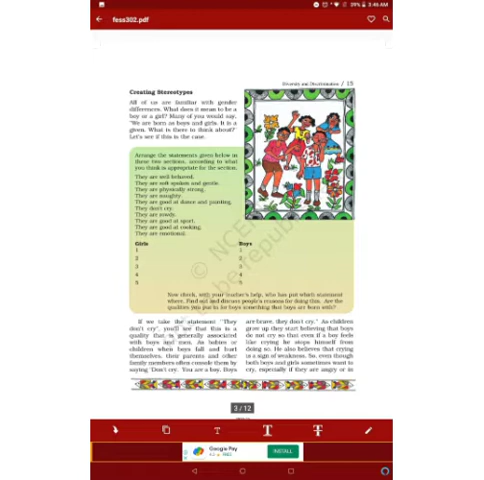 3:46 AM
fess302.pdf
Diversity and Discrimination / 15
Creating Stereotypes
All of us are familiar with gender
differences. What does it mean to be a
boy or a girl? Many of you would say,
"We are born as boys and girls. It is a
given. What is there to think about?"
Let's see if this is the case.
Arrange the statements given below in
these two sections, according to what
you think is appropriate for the section.
They are well behaved.
They are soft spoken and gentle.
They are physically strong.
They are naughty.
They are good at dance and painting.
They don't cry.
They are rowdy.
They are good at sport.
They are good at cooking.
They are emotional.
Girls Boys
1 1
2 2
3 3
4 4
5 5
Now check, with your teacher's help, who has put which statement
where. Find out and discuss people's reasons for doing this. Are the
qualities you put in for boys something that boys are born with?
If we take the statement "They
don't cry", you'll see that this is a
quality that is generally associated
with boys and men. As babies or
children when boys fall and hurt
themselves, their parents and other
family members often console them by
saying "Don't cry. You are a boy. Boys
are brave, they don't cry." As children
grow up they start believing that boys
do not cry so that even if a boy feels
like crying he stops himself from
doing so. He also believes that crying
is a sign of weakness. So, even though
both boys and girls sometimes want to
cry, especially if they are angry or in
© NCERT
be republished
3 / 12
T T T
Google Pay
INSTALL